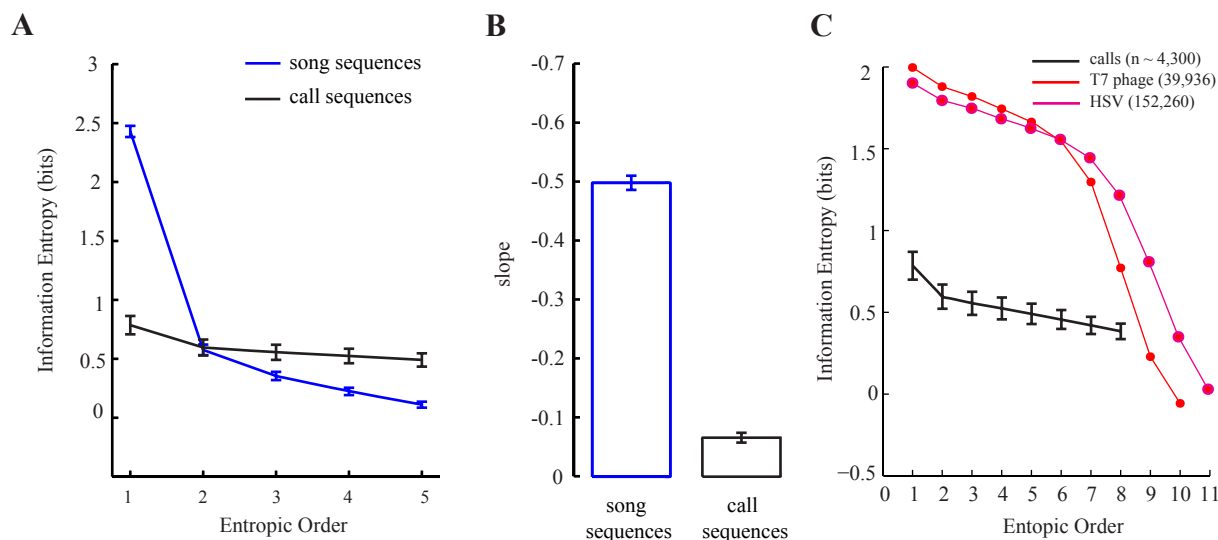 A
song sequences
call sequences
3
2.5
2
1.5
1
0.5
0
Information Entropy (bits)
1 2 3 4 5
Entropic Order
B
-0.7
-0.6
-0.5
-0.4
-0.3
-0.2
-0.1
0
slope
song
sequences
call
sequences
C
calls (n ~ 4,300)
T7 phage (39,936)
HSV (152,260)
2
1.5
1
0.5
0
−0.5
Information Entropy (bits)
0 1 2 3 4 5 6 7 8 9 10 11
Entopic Order